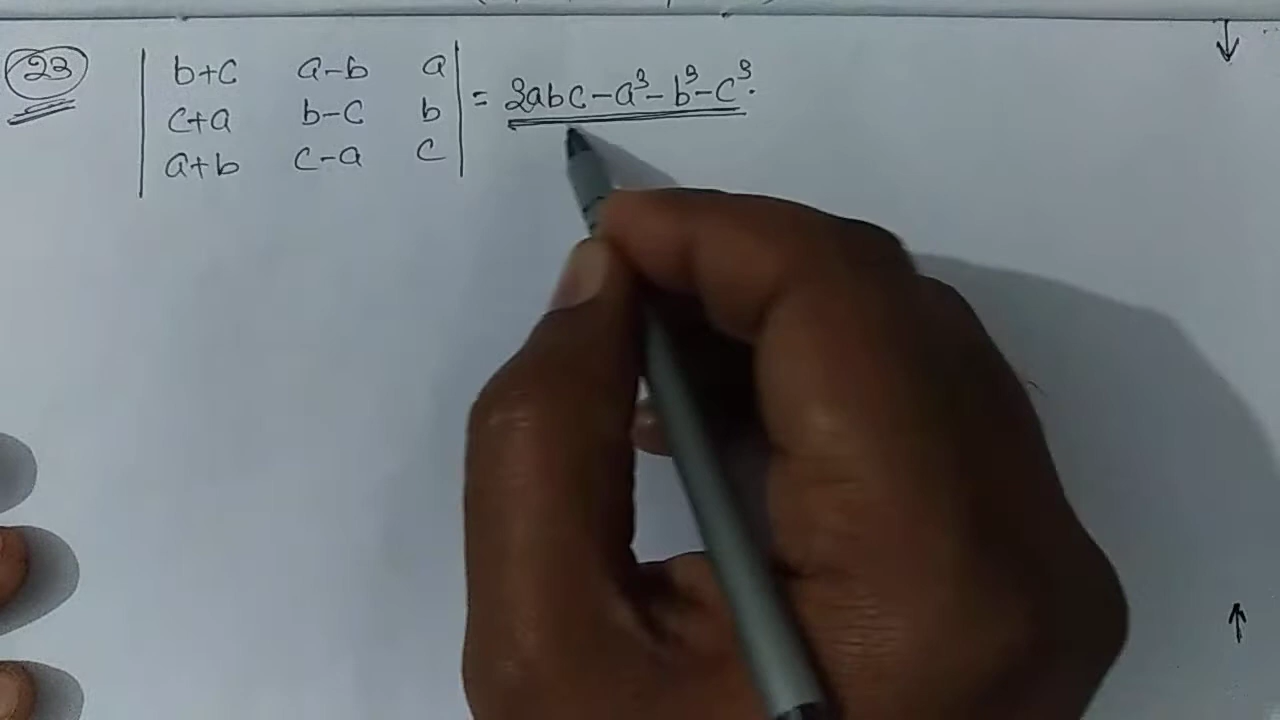 23 | b+c a-b a |
| c+a b-c b | = 3abc-a³-b³-c³.
| a+b c-a c |